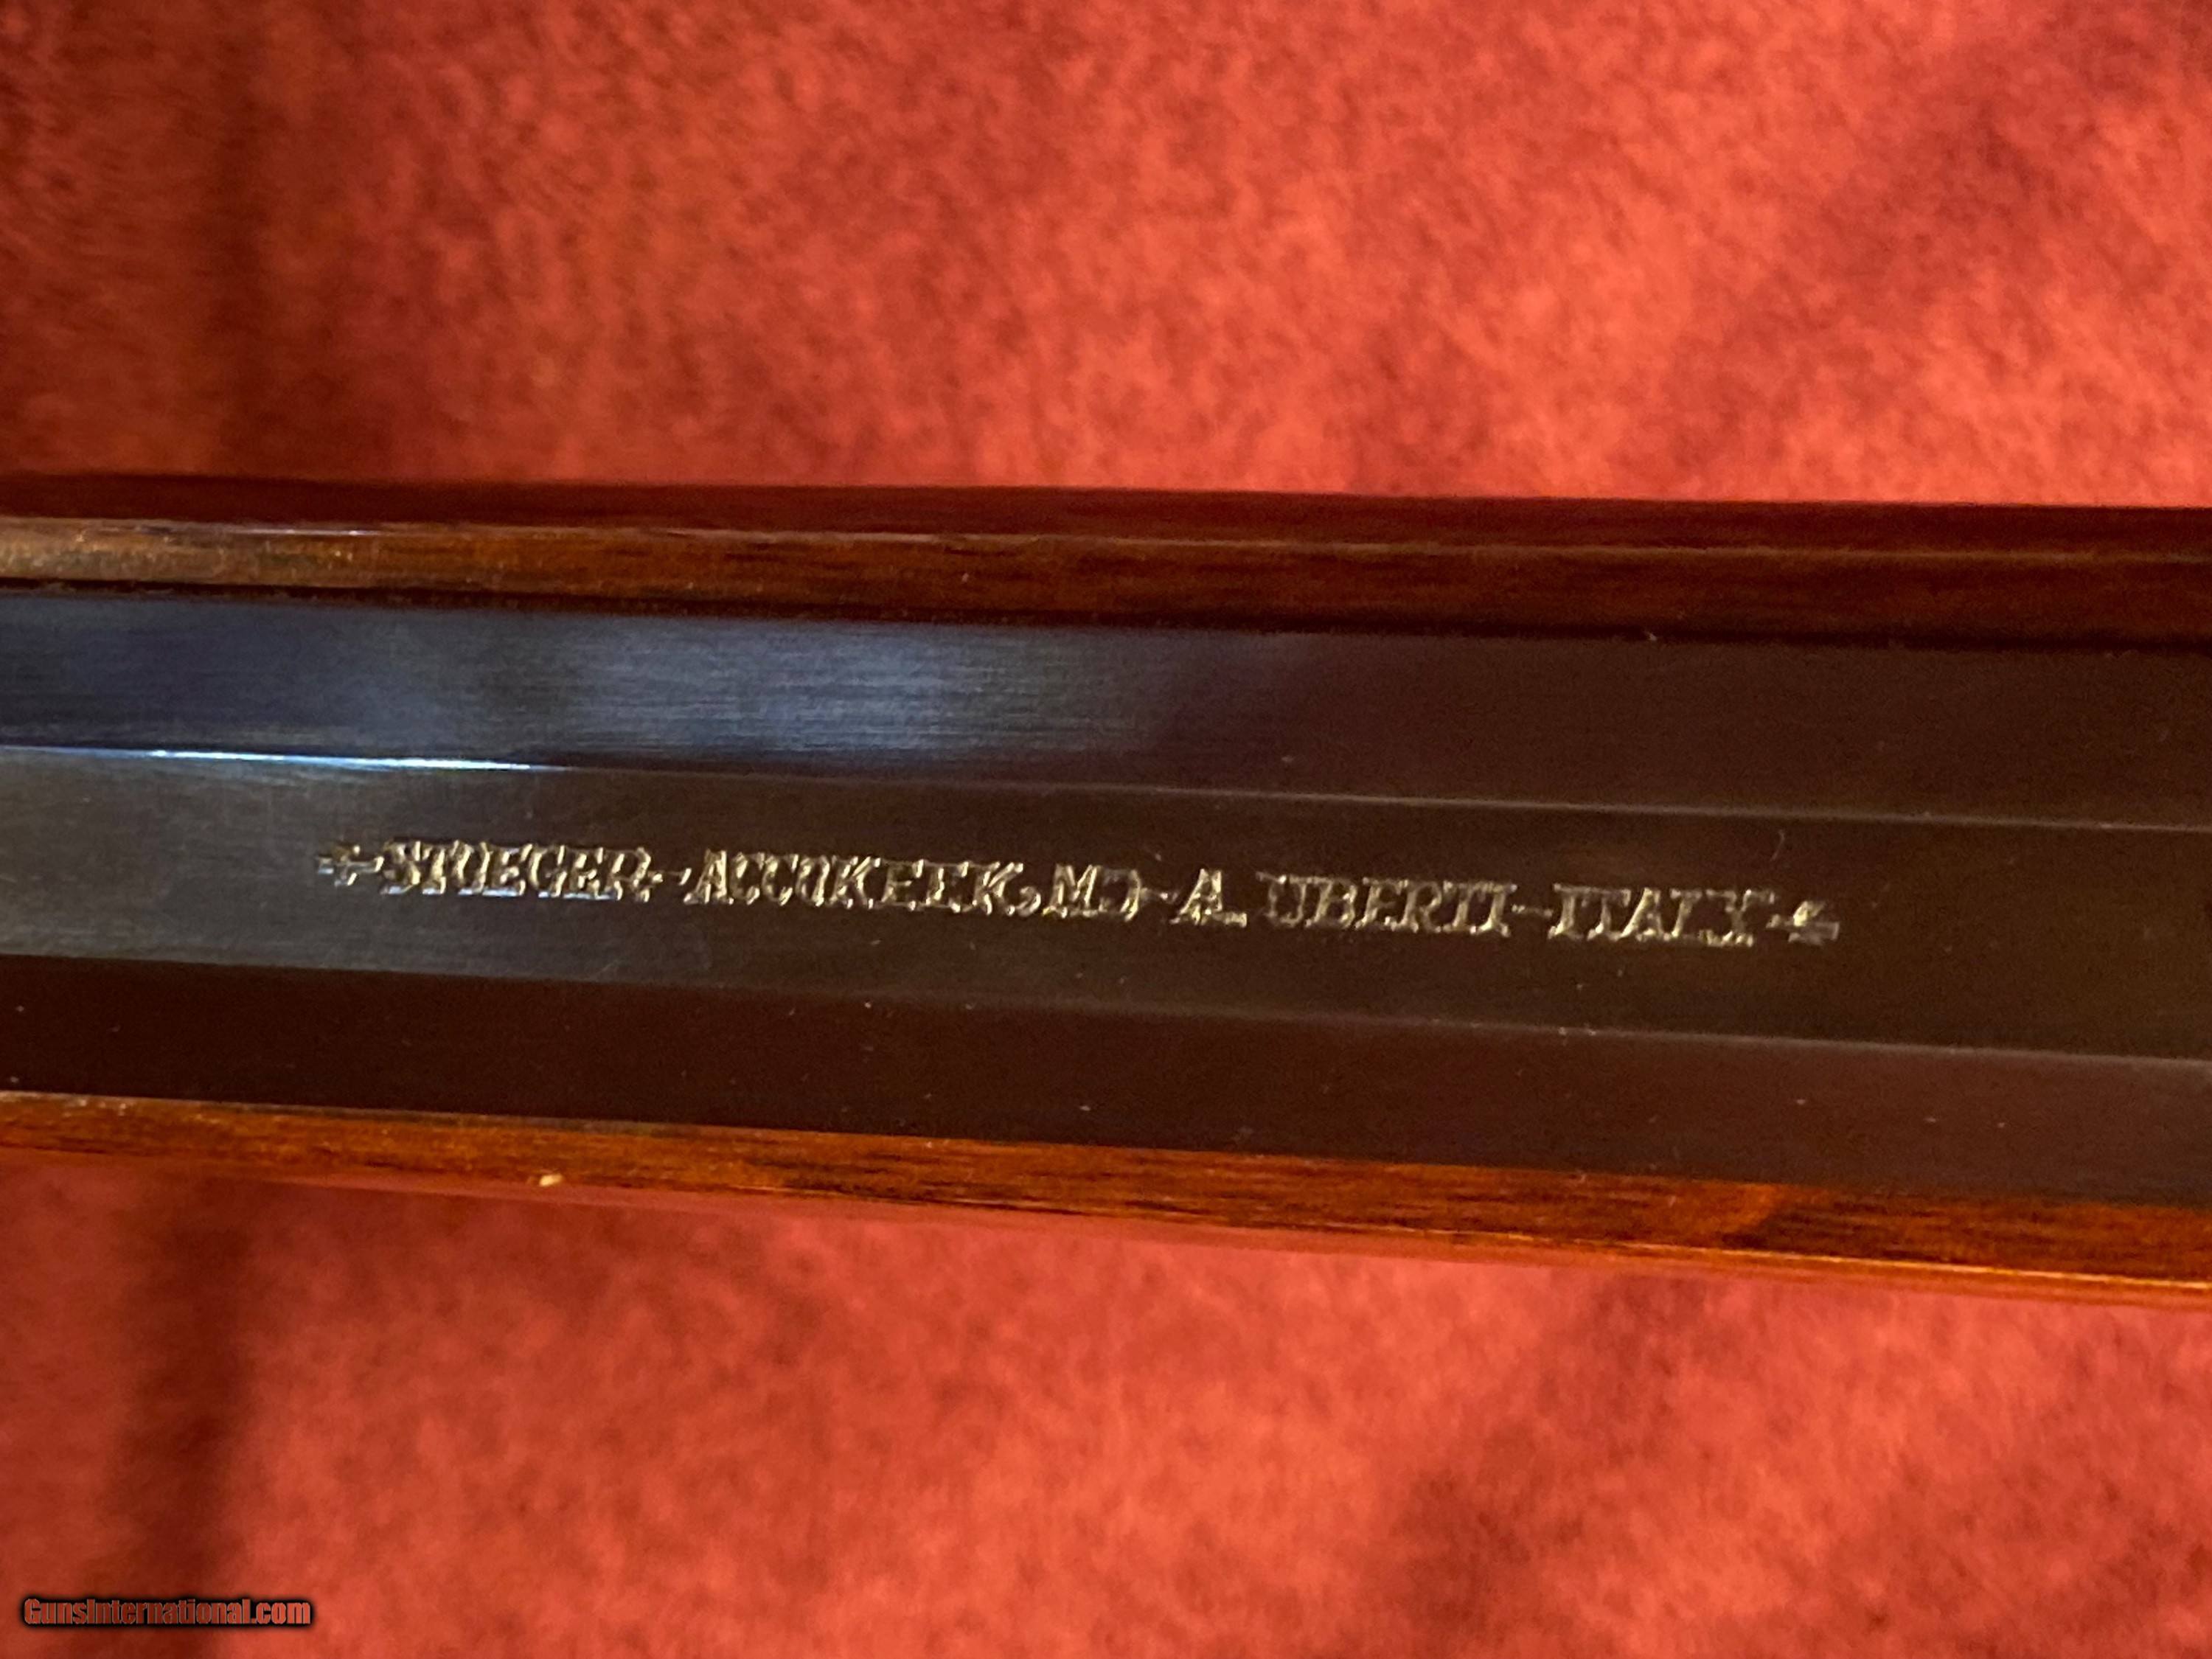 STOEGER - ACCOKEEK, MD - A. UBERTI - ITALY
GunsInternational.com